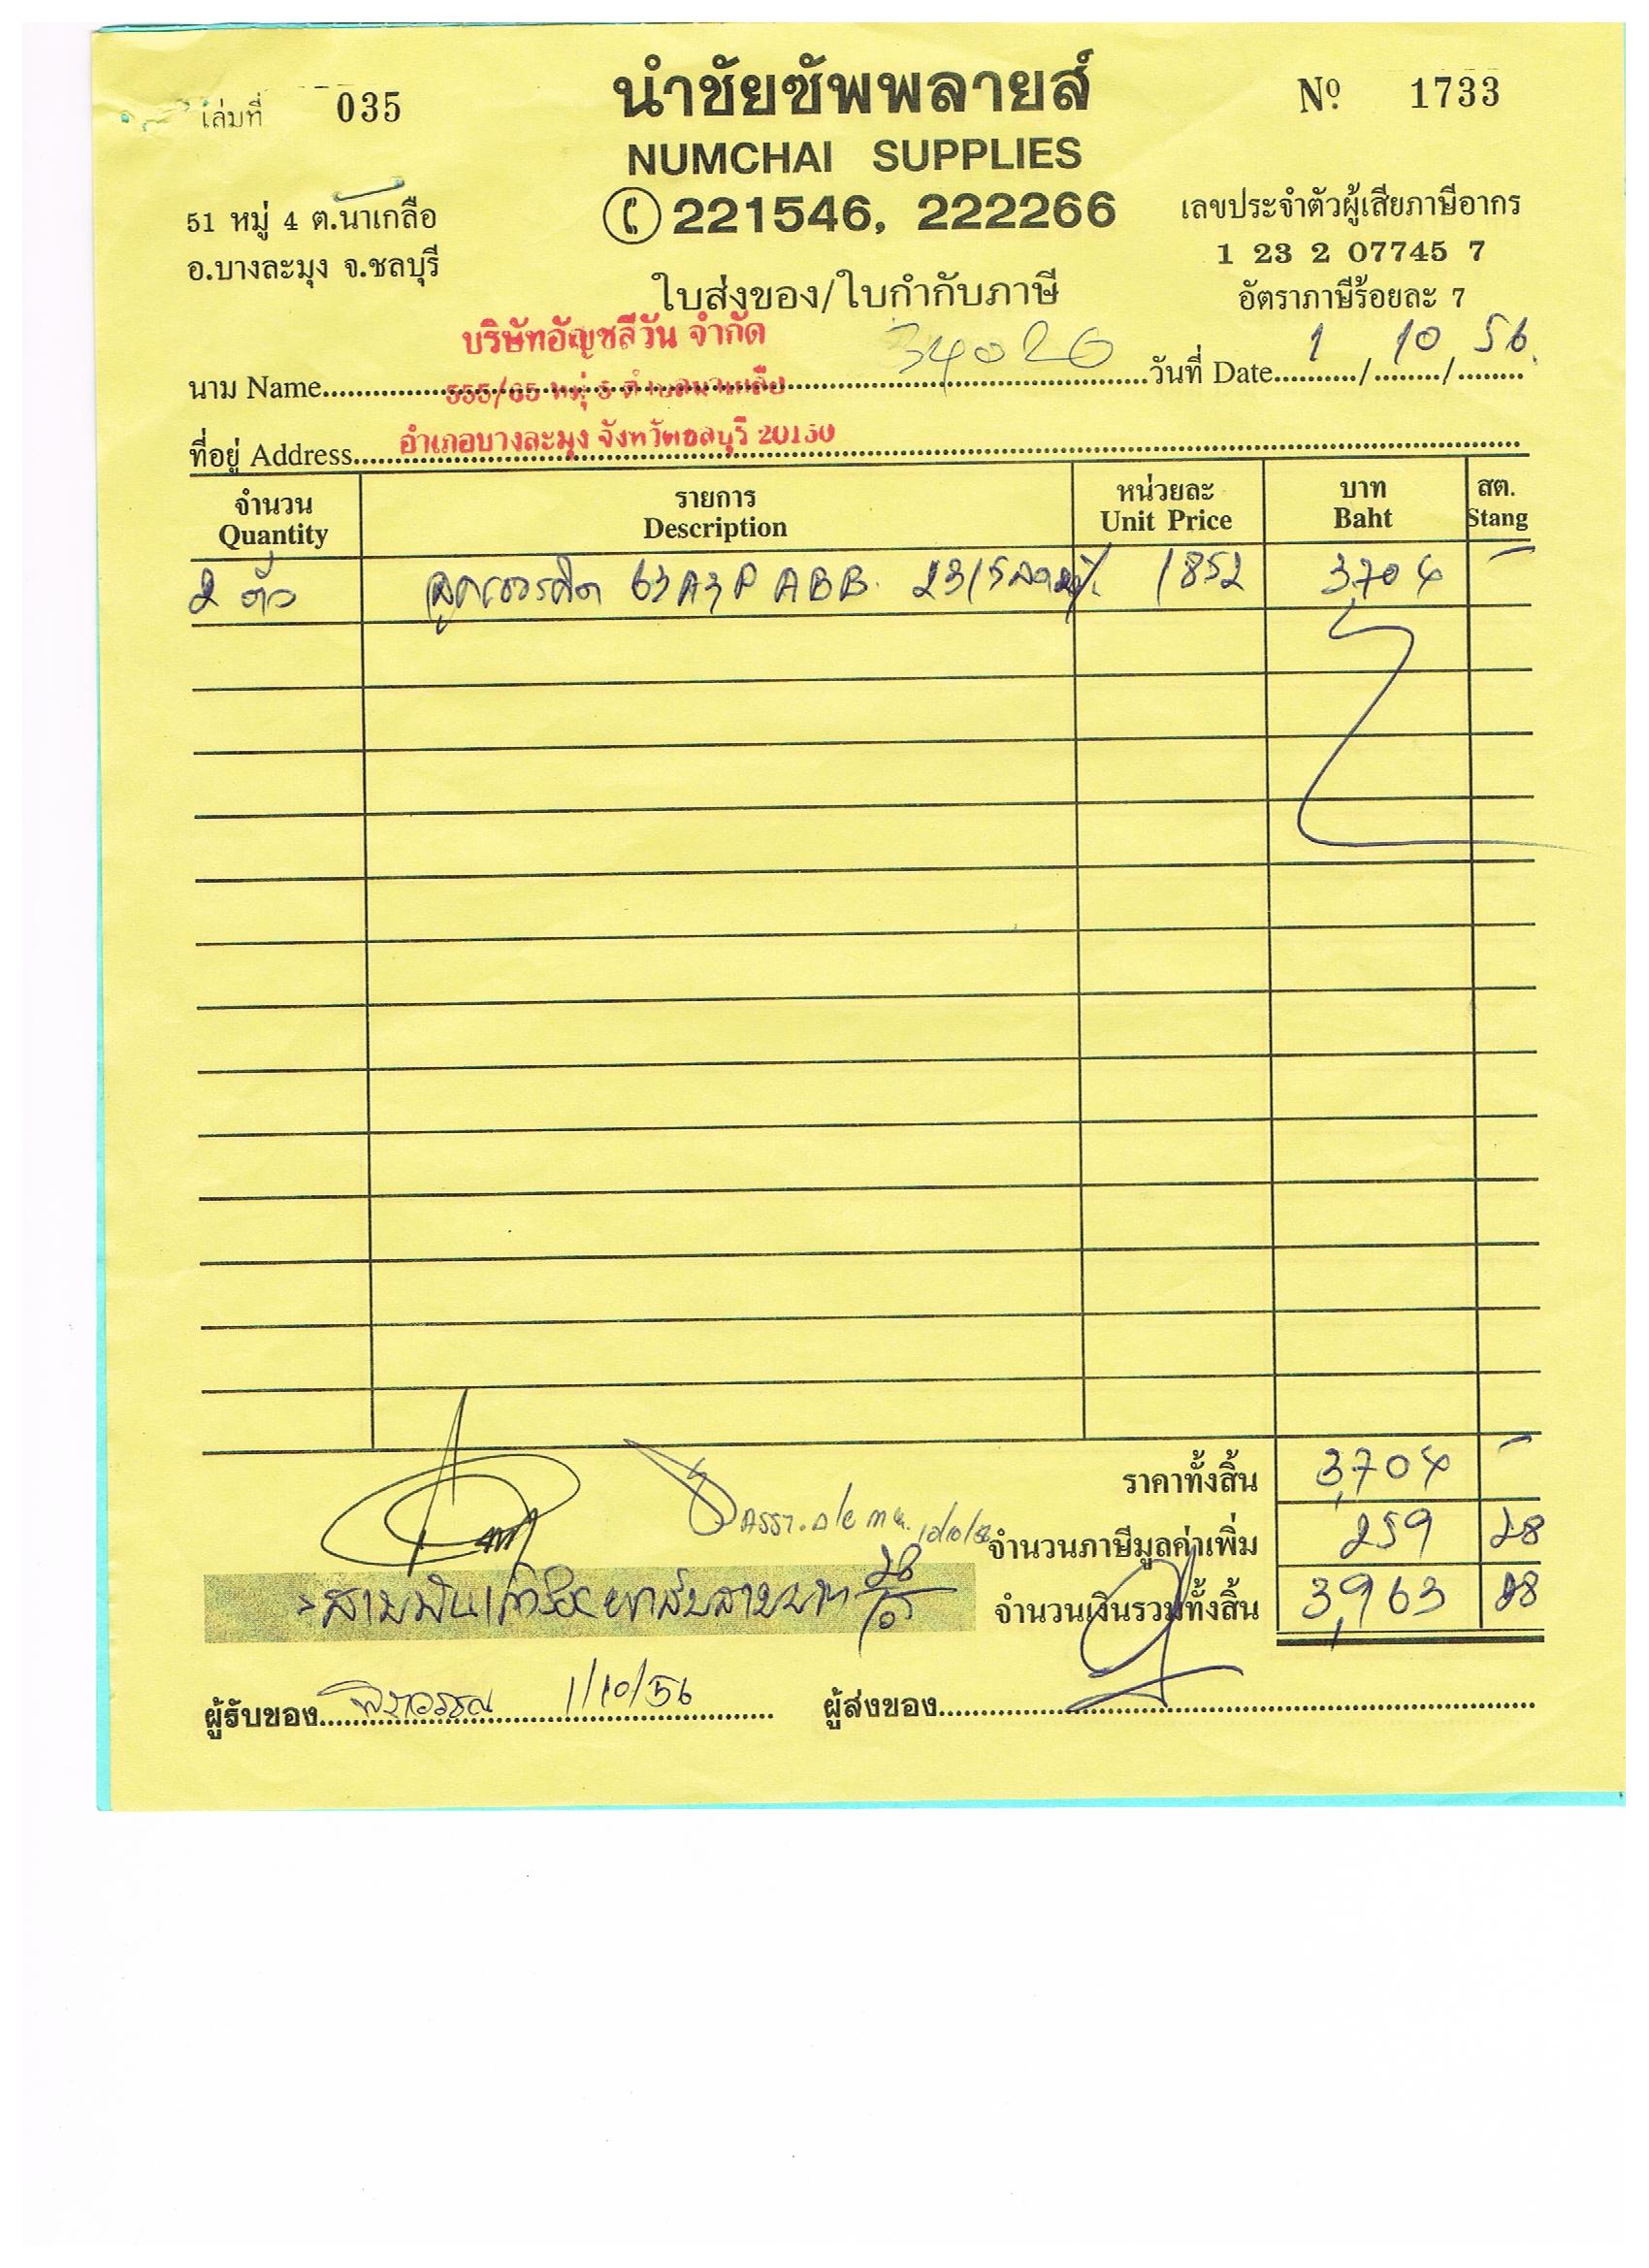 เล่มที่ 035
นำชัยซัพพลายส์
Nº 1733
NUMCHAI SUPPLIES
221546, 222266
51 หมู่ 4 ต.นาเกลือ
อ.บางละมุง จ.ชลบุรี
เลขประจำตัวผู้เสียภาษีอากร
1 23 2 07745 7
อัตราภาษีร้อยละ 7
ใบส่งของ/ใบกำกับภาษี
บริษัทอัญชลีวัน จำกัด
34026
นาม Name 555/65 หมู่ 5 วันที่ Date 1/10/56
ที่อยู่ Address อำเภอบางละมุง จังหวัดชลบุรี 20150
จำนวน รายการ หน่วยละ บาท สต.
Quantity Description Unit Price Baht Stang
2 ตัว 63A 3P ABB. 1852 3,704 -
ราคาทั้งสิ้น 3,704 -
จำนวนภาษีมูลค่าเพิ่ม 259 28
จำนวนเงินรวมทั้งสิ้น 3,963 28
ผู้รับของ 1/10/56 ผู้ส่งของ